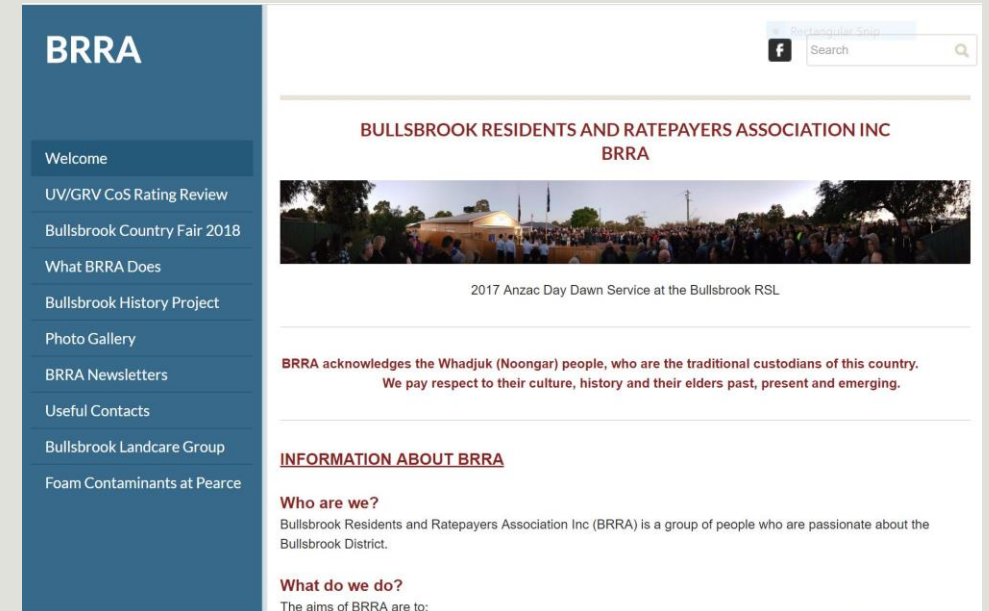 BRRA
Rectangular Snip
f
Search
Welcome
UV/GRV CoS Rating Review
Bullsbrook Country Fair 2018
What BRRA Does
Bullsbrook History Project
Photo Gallery
BRRA Newsletters
Useful Contacts
Bullsbrook Landcare Group
Foam Contaminants at Pearce
BULLSBROOK RESIDENTS AND RATEPAYERS ASSOCIATION INC
BRRA
2017 Anzac Day Dawn Service at the Bullsbrook RSL
BRRA acknowledges the Whadjuk (Noongar) people, who are the traditional custodians of this country.
We pay respect to their culture, history and their elders past, present and emerging.
INFORMATION ABOUT BRRA
Who are we?
Bullsbrook Residents and Ratepayers Association Inc (BRRA) is a group of people who are passionate about the
Bullsbrook District.
What do we do?
The aims of BRRA are to: